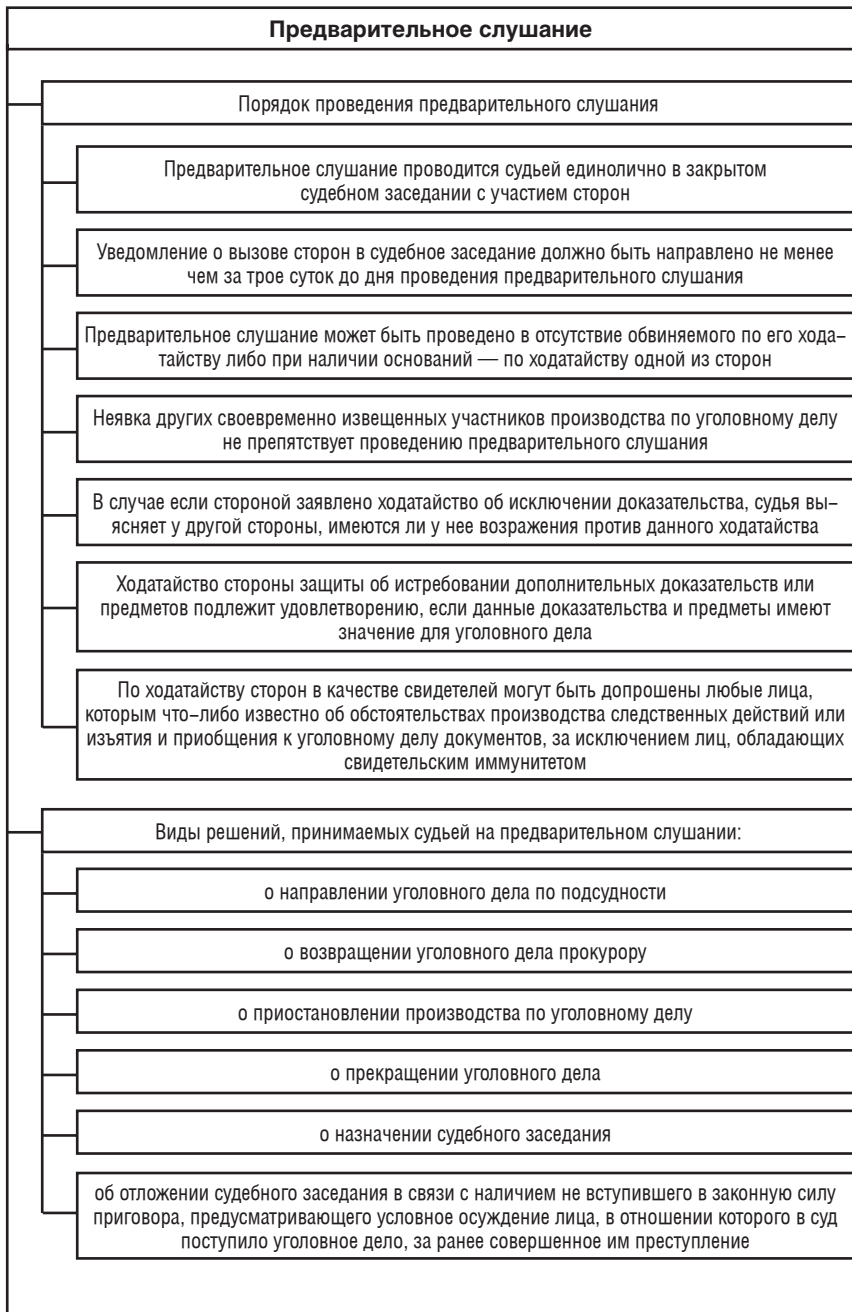 Предварительное слушание
Порядок проведения предварительного слушания
Предварительное слушание проводится судьей единолично в закрытом
судебном заседании с участием сторон
Уведомление о вызове сторон в судебное заседание должно быть направлено не менее
чем за трое суток до дня проведения предварительного слушания
Предварительное слушание может быть проведено в отсутствие обвиняемого по его хода-
тайству либо при наличии оснований — по ходатайству одной из сторон
Неявка других своевременно извещенных участников производства по уголовному делу
не препятствует проведению предварительного слушания
В случае если стороной заявлено ходатайство об исключении доказательства, судья вы-
ясняет у другой стороны, имеются ли у нее возражения против данного ходатайства
Ходатайство стороны защиты об истребовании дополнительных доказательств или
предметов подлежит удовлетворению, если данные доказательства и предметы имеют
значение для уголовного дела
По ходатайству сторон в качестве свидетелей могут быть допрошены любые лица,
которым что-либо известно об обстоятельствах производства следственных действий или
изъятия и приобщения к уголовному делу документов, за исключением лиц, обладающих
свидетельским иммунитетом
Виды решений, принимаемых судьей на предварительном слушании:
о направлении уголовного дела по подсудности
о возвращении уголовного дела прокурору
о приостановлении производства по уголовному делу
о прекращении уголовного дела
о назначении судебного заседания
об отложении судебного заседания в связи с наличием не вступившего в законную силу
приговора, предусматривающего условное осуждение лица, в отношении которого в суд
поступило уголовное дело, за ранее совершенное им преступление